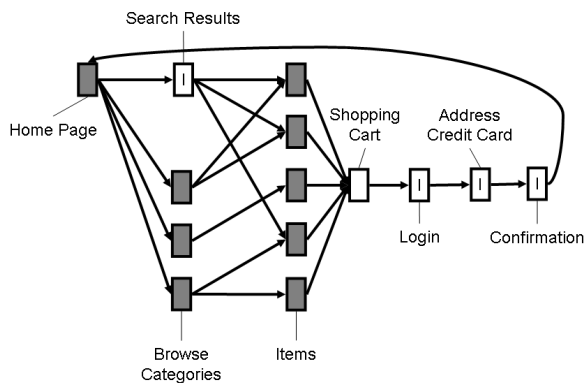 Search Results
I
Home Page
Shopping
Cart
Address
Credit Card
I
I
I
Login
Confirmation
Browse
Categories
Items